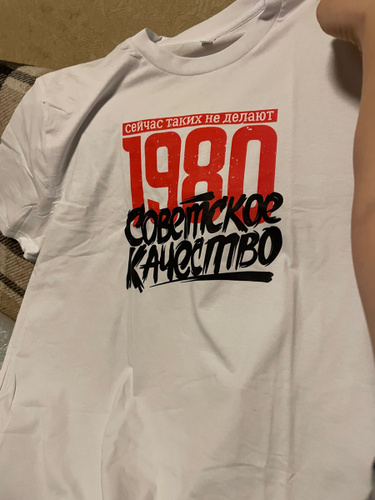 сейчас таких не делают
1980
советское
качество